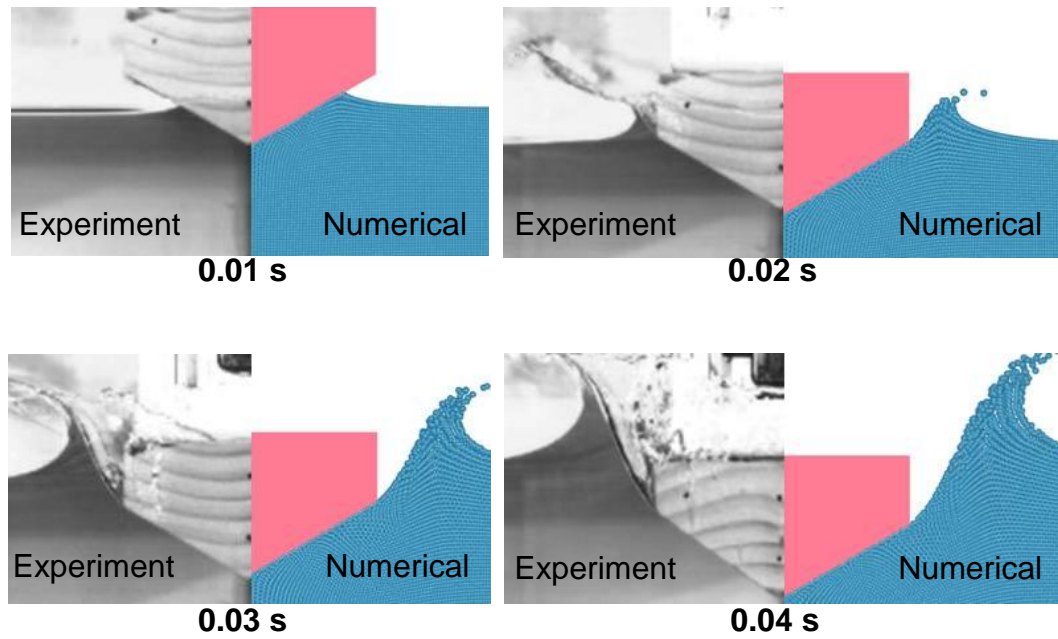 Experiment Numerical
0.01 s
Experiment Numerical
0.02 s
Experiment Numerical
0.03 s
Experiment Numerical
0.04 s